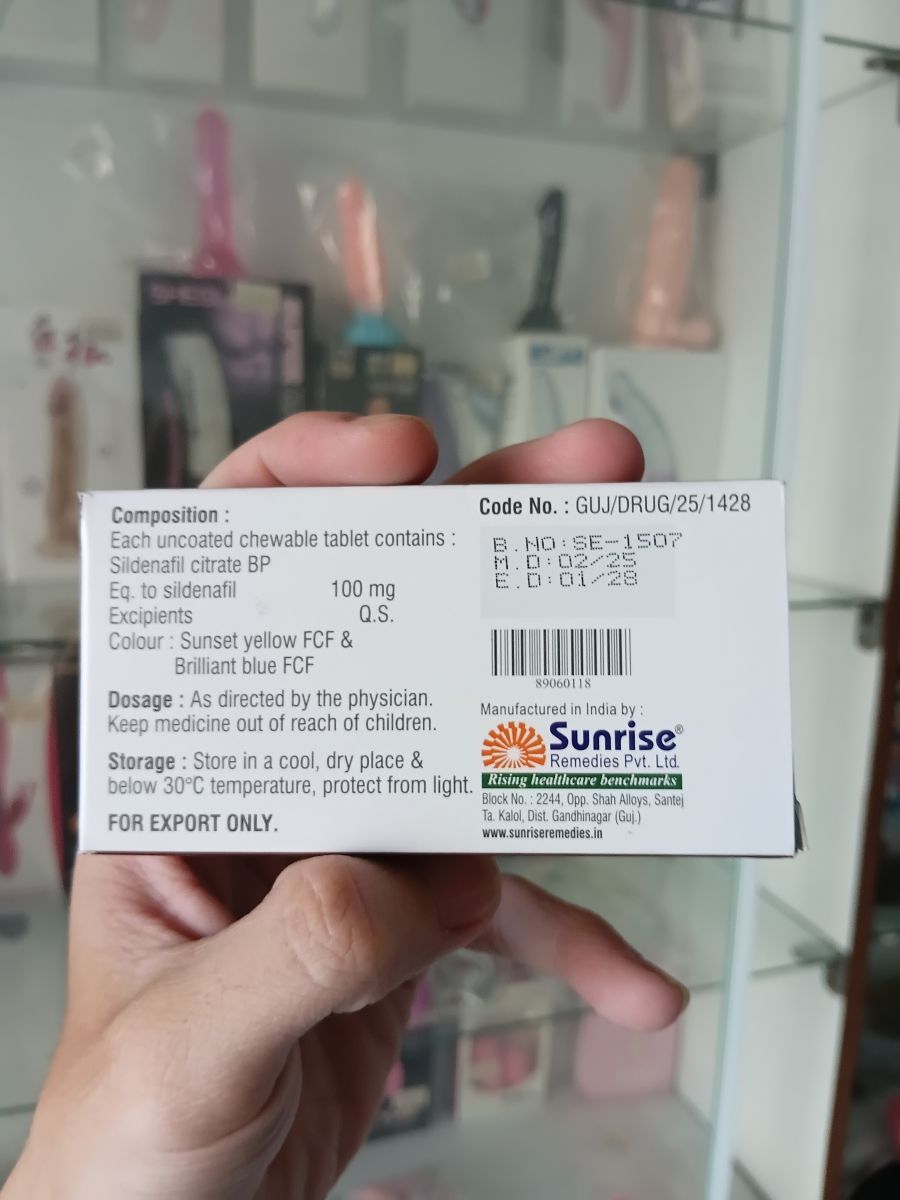 Composition :
Each uncoated chewable tablet contains :
Sildenafil citrate BP
Eq. to sildenafil 100 mg
Excipients Q.S.
Colour : Sunset yellow FCF &
Brilliant blue FCF
Dosage : As directed by the physician.
Keep medicine out of reach of children.
Storage : Store in a cool, dry place &
below 30°C temperature, protect from light.
FOR EXPORT ONLY.
Code No. : GUJ/DRUG/25/1428
B.NO:SE-1507
M.D:02/25
E.D:01/28
89060118
Manufactured in India by :
Sunrise®
Remedies Pvt. Ltd.
Rising healthcare benchmarks
Block No. : 2244, Opp. Shah Alloys, Santej
Ta. Kalol, Dist. Gandhinagar (Guj.)
www.sunriseremedies.in